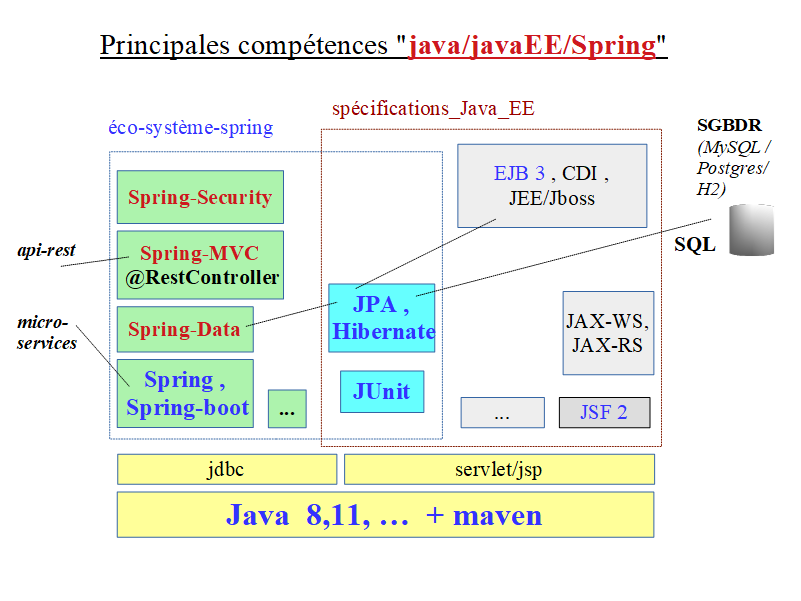 Principales compétences "java/javaEE/Spring"
spécifications_Java_EE
éco-système-spring
SGBDR
(MySQL /
Postgres/
H2)
SQL
EJB 3 , CDI ,
JEE/Jboss
Spring-Security
api-rest
Spring-MVC
@RestController
micro-
services
Spring-Data
JPA ,
Hibernate
JAX-WS,
JAX-RS
Spring ,
Spring-boot
...
JUnit
...
JSF 2
jdbc
servlet/jsp
Java 8,11, … + maven